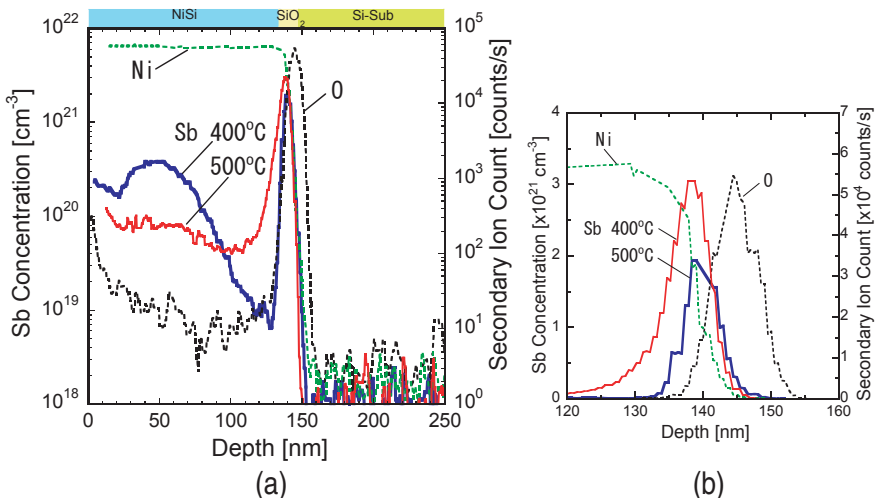 NiSi SiO2 Si-Sub
10^22
10^21
10^20
10^19
10^18
Sb Concentration [cm^-3]
0 50 100 150 200 250
Depth [nm]
10^5
10^4
10^3
10^2
10^1
10^0
Secondary Ion Count [counts/s]
Ni
O
Sb 400ºC
500ºC
(a)
4
3
2
1
0
Sb Concentration [x10^21 cm^-3]
120 130 140 150 160
Depth [nm]
7
6
5
4
3
2
1
0
Secondary Ion Count [x10^4 counts/s]
Ni
O
Sb 400ºC
500ºC
(b)